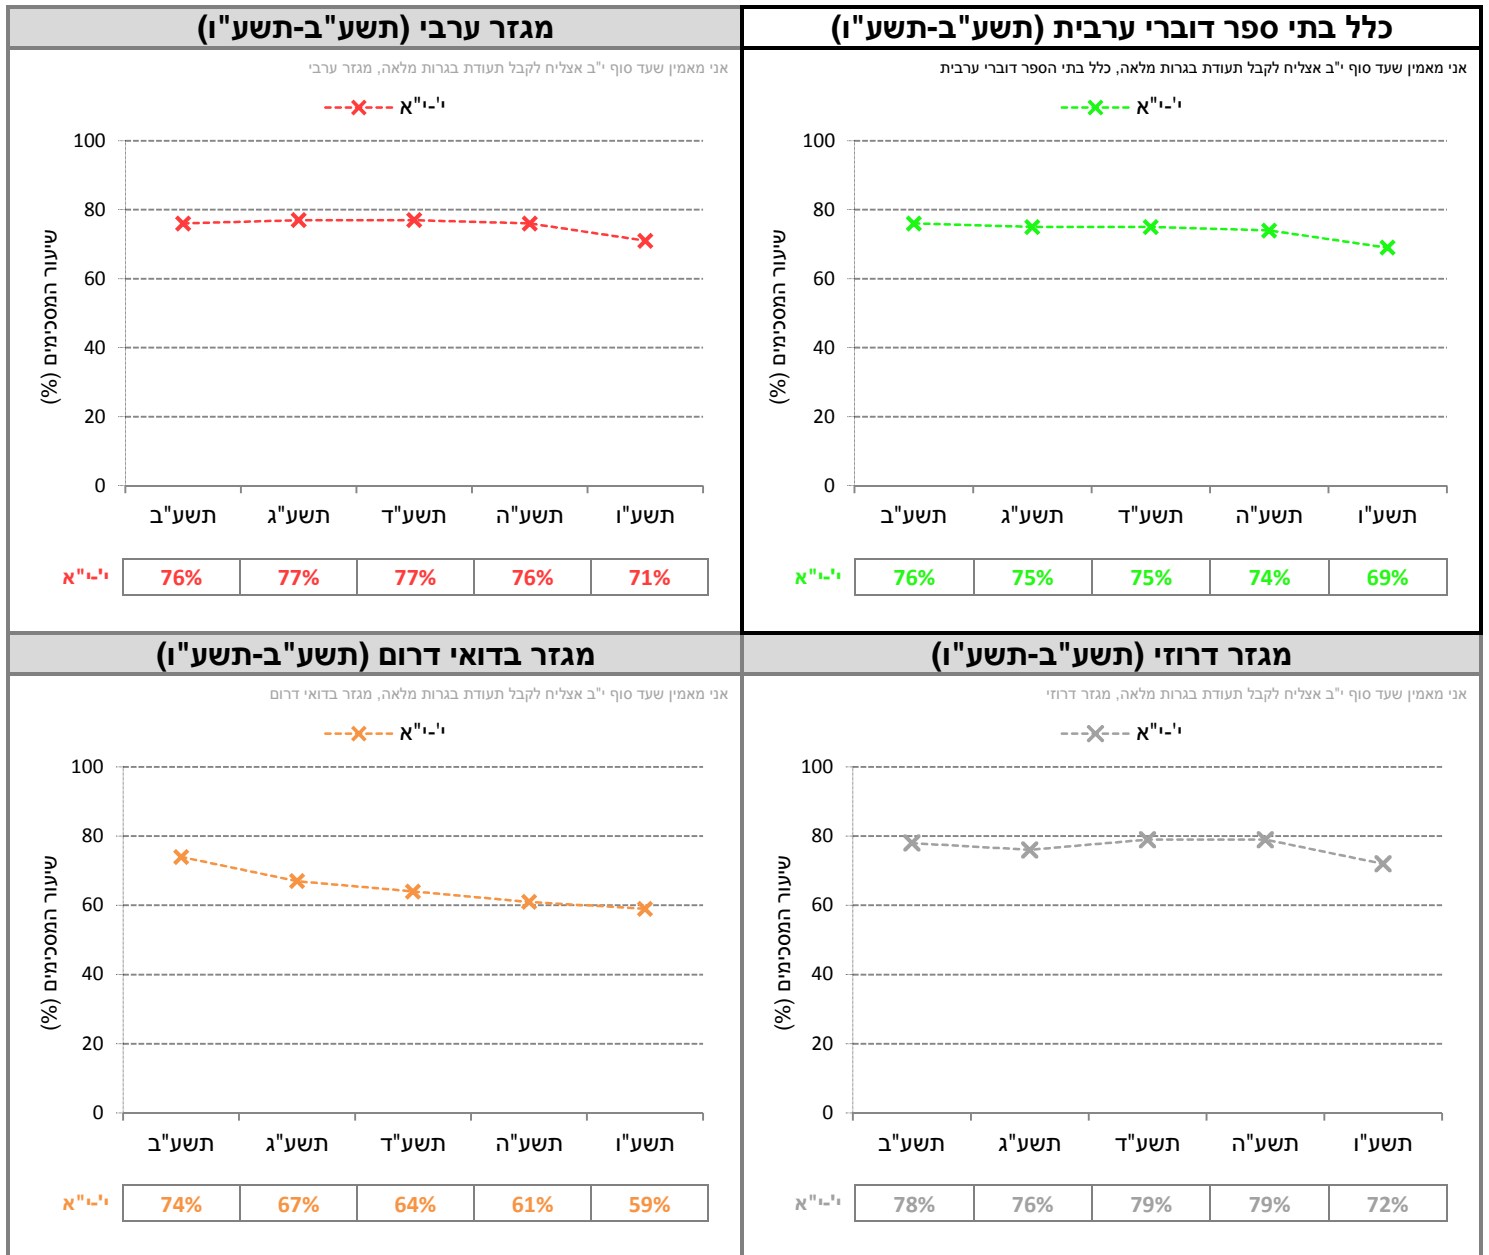 כלל בתי ספר דוברי ערבית (תשע"ב-תשע"ו)
אני מאמין שעד סוף י"ב אצליח לקבל תעודת בגרות מלאה, כלל בתי הספר דוברי ערבית
י'-י"א
שיעור המסכימים (%)
100
80
60
40
20
0
תשע"ב תשע"ג תשע"ד תשע"ה תשע"ו
י'-י"א 76% 75% 75% 74% 69%
מגזר ערבי (תשע"ב-תשע"ו)
אני מאמין שעד סוף י"ב אצליח לקבל תעודת בגרות מלאה, מגזר ערבי
י'-י"א
שיעור המסכימים (%)
100
80
60
40
20
0
תשע"ב תשע"ג תשע"ד תשע"ה תשע"ו
י'-י"א 76% 77% 77% 76% 71%
מגזר דרוזי (תשע"ב-תשע"ו)
אני מאמין שעד סוף י"ב אצליח לקבל תעודת בגרות מלאה, מגזר דרוזי
י'-י"א
שיעור המסכימים (%)
100
80
60
40
20
0
תשע"ב תשע"ג תשע"ד תשע"ה תשע"ו
י'-י"א 78% 76% 79% 79% 72%
מגזר בדואי דרום (תשע"ב-תשע"ו)
אני מאמין שעד סוף י"ב אצליח לקבל תעודת בגרות מלאה, מגזר בדואי דרום
י'-י"א
שיעור המסכימים (%)
100
80
60
40
20
0
תשע"ב תשע"ג תשע"ד תשע"ה תשע"ו
י'-י"א 74% 67% 64% 61% 59%